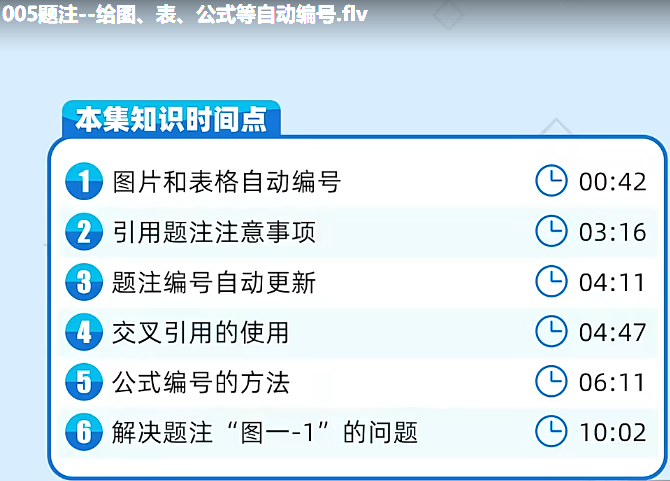 005题注--给图、表、公式等自动编号.flv
本集知识时间点
1 图片和表格自动编号 00:42
2 引用题注注意事项 03:16
3 题注编号自动更新 04:11
4 交叉引用的使用 04:47
5 公式编号的方法 06:11
6 解决题注“图一-1”的问题 10:02